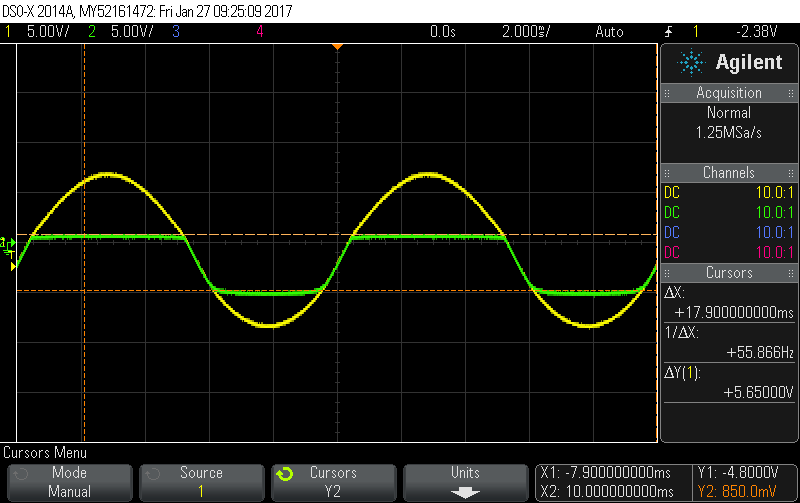 DSO-X 2014A, MY52161472: Fri Jan 27 09:25:09 2017
1 5.00V/ 2 5.00V/ 3 4 0.0s 2.000ms/ Auto 1 -2.38V
Agilent
Acquisition
Normal
1.25MSa/s
Channels
DC 10.0:1
DC 10.0:1
DC 10.0:1
DC 10.0:1
Cursors
ΔX:
+17.900000000ms
1/ΔX:
+55.866Hz
ΔY(1):
+5.65000V
Cursors Menu
Mode
Manual
Source
1
Cursors
Y2
Units
X1: -7.900000000ms
X2: 10.000000000ms
Y1: -4.8000V
Y2: 850.0mV